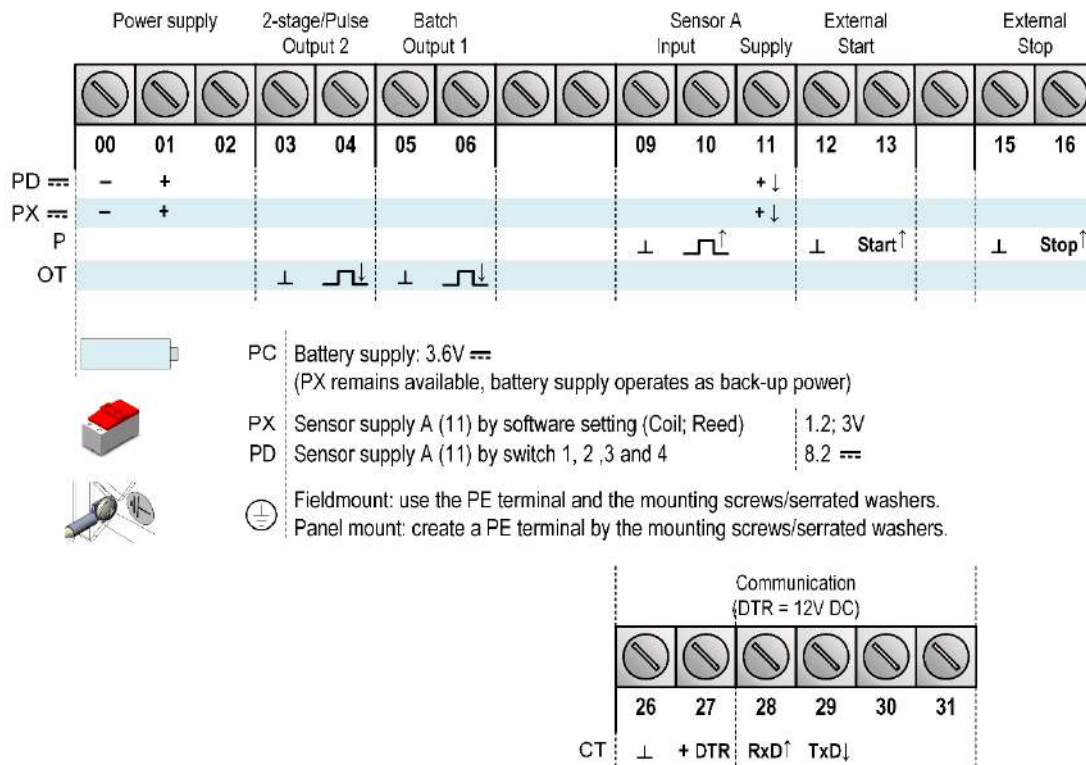 Power supply 2-stage/Pulse Batch Sensor A External External
Output 2 Output 1 Input Supply Start Stop
00 01 02 03 04 05 06 09 10 11 12 13 15 16
PD ⎓ – + + ↓
PX ⎓ – + + ↓
P ⊥ ↑ ⊥ Start↑ ⊥ Stop↑
OT ⊥ ↓ ⊥ ↓
PC Battery supply: 3.6V ⎓
(PX remains available, battery supply operates as back-up power)
PX Sensor supply A (11) by software setting (Coil; Reed) 1.2; 3V
PD Sensor supply A (11) by switch 1, 2 ,3 and 4 8.2 ⎓
Fieldmount: use the PE terminal and the mounting screws/serrated washers.
Panel mount: create a PE terminal by the mounting screws/serrated washers.
Communication
(DTR = 12V DC)
26 27 28 29 30 31
CT ⊥ + DTR RxD↑ TxD↓